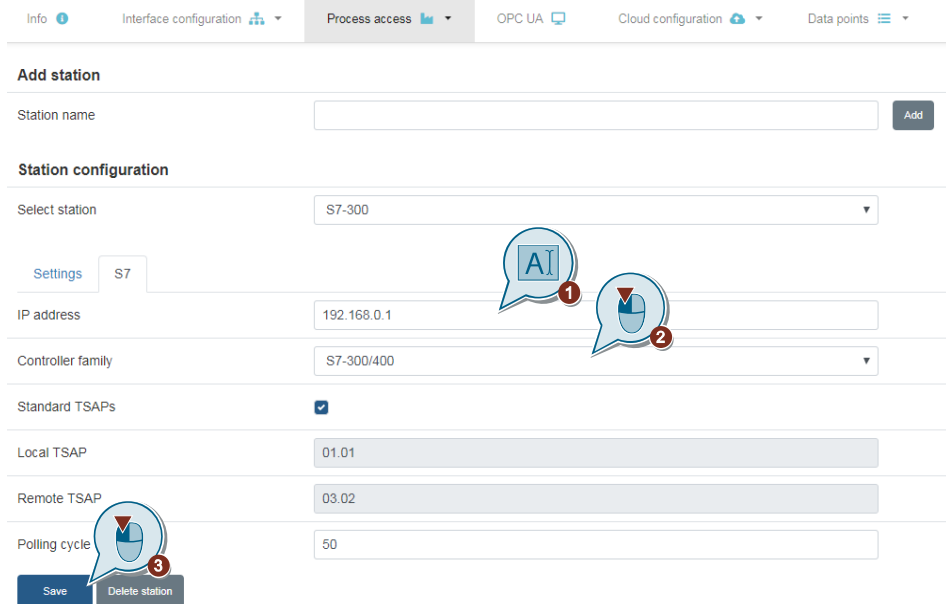 Info Interface configuration Process access OPC UA Cloud configuration Data points
Add station
Station name Add
Station configuration
Select station S7-300
Settings S7
A 1
IP address 192.168.0.1
2
Controller family S7-300/400
Standard TSAPs
Local TSAP 01.01
Remote TSAP 03.02
Polling cycle 50
3
Save Delete station